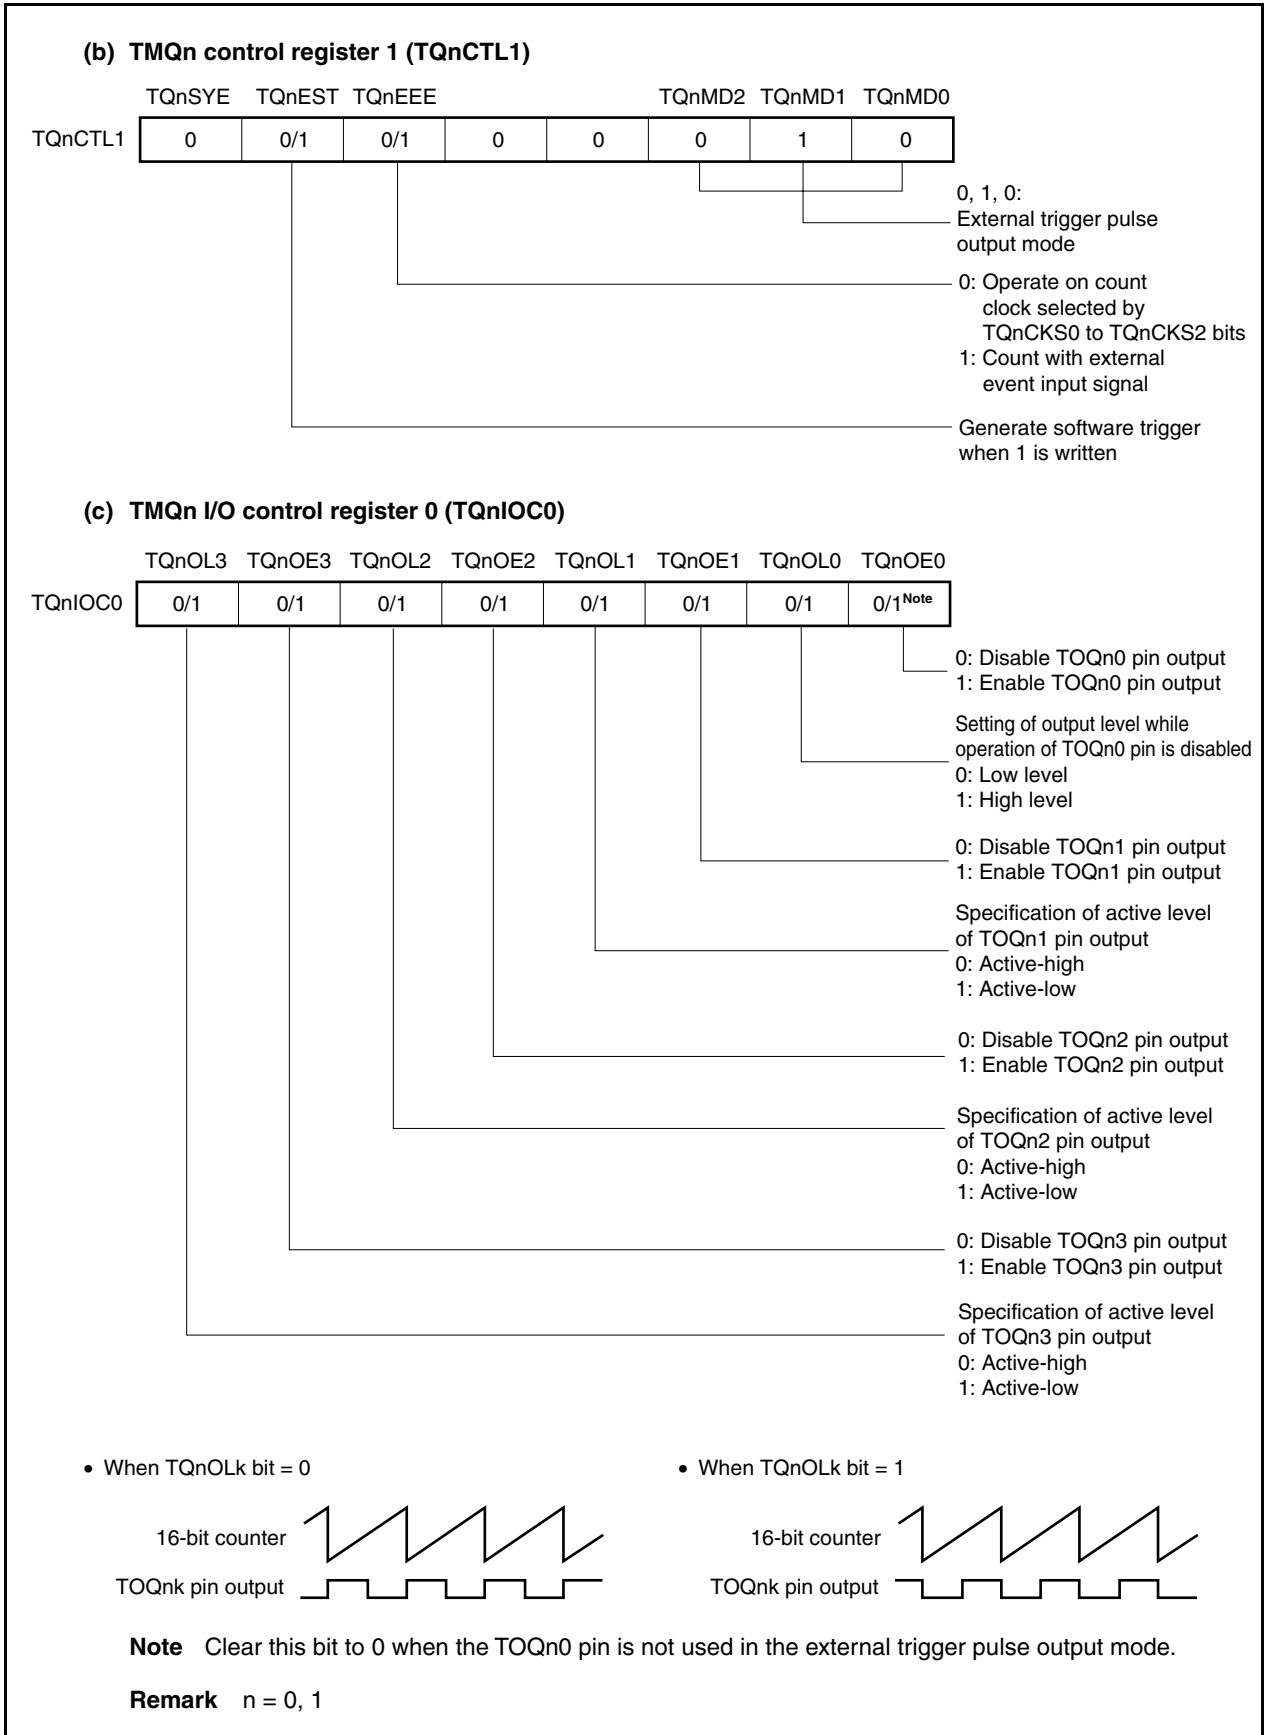 (b) TMQn control register 1 (TQnCTL1)
TQnSYE TQnEST TQnEEE TQnMD2 TQnMD1 TQnMD0
TQnCTL1 0 0/1 0/1 0 0 0 1 0
0, 1, 0:
External trigger pulse
output mode
0: Operate on count
clock selected by
TQnCKS0 to TQnCKS2 bits
1: Count with external
event input signal
Generate software trigger
when 1 is written
(c) TMQn I/O control register 0 (TQnIOC0)
TQnOL3 TQnOE3 TQnOL2 TQnOE2 TQnOL1 TQnOE1 TQnOL0 TQnOE0
TQnIOC0 0/1 0/1 0/1 0/1 0/1 0/1 0/1 0/1Note
0: Disable TOQn0 pin output
1: Enable TOQn0 pin output
Setting of output level while
operation of TOQn0 pin is disabled
0: Low level
1: High level
0: Disable TOQn1 pin output
1: Enable TOQn1 pin output
Specification of active level
of TOQn1 pin output
0: Active-high
1: Active-low
0: Disable TOQn2 pin output
1: Enable TOQn2 pin output
Specification of active level
of TOQn2 pin output
0: Active-high
1: Active-low
0: Disable TOQn3 pin output
1: Enable TOQn3 pin output
Specification of active level
of TOQn3 pin output
0: Active-high
1: Active-low
• When TQnOLk bit = 0
16-bit counter
TOQnk pin output
• When TQnOLk bit = 1
16-bit counter
TOQnk pin output
Note Clear this bit to 0 when the TOQn0 pin is not used in the external trigger pulse output mode.
Remark n = 0, 1